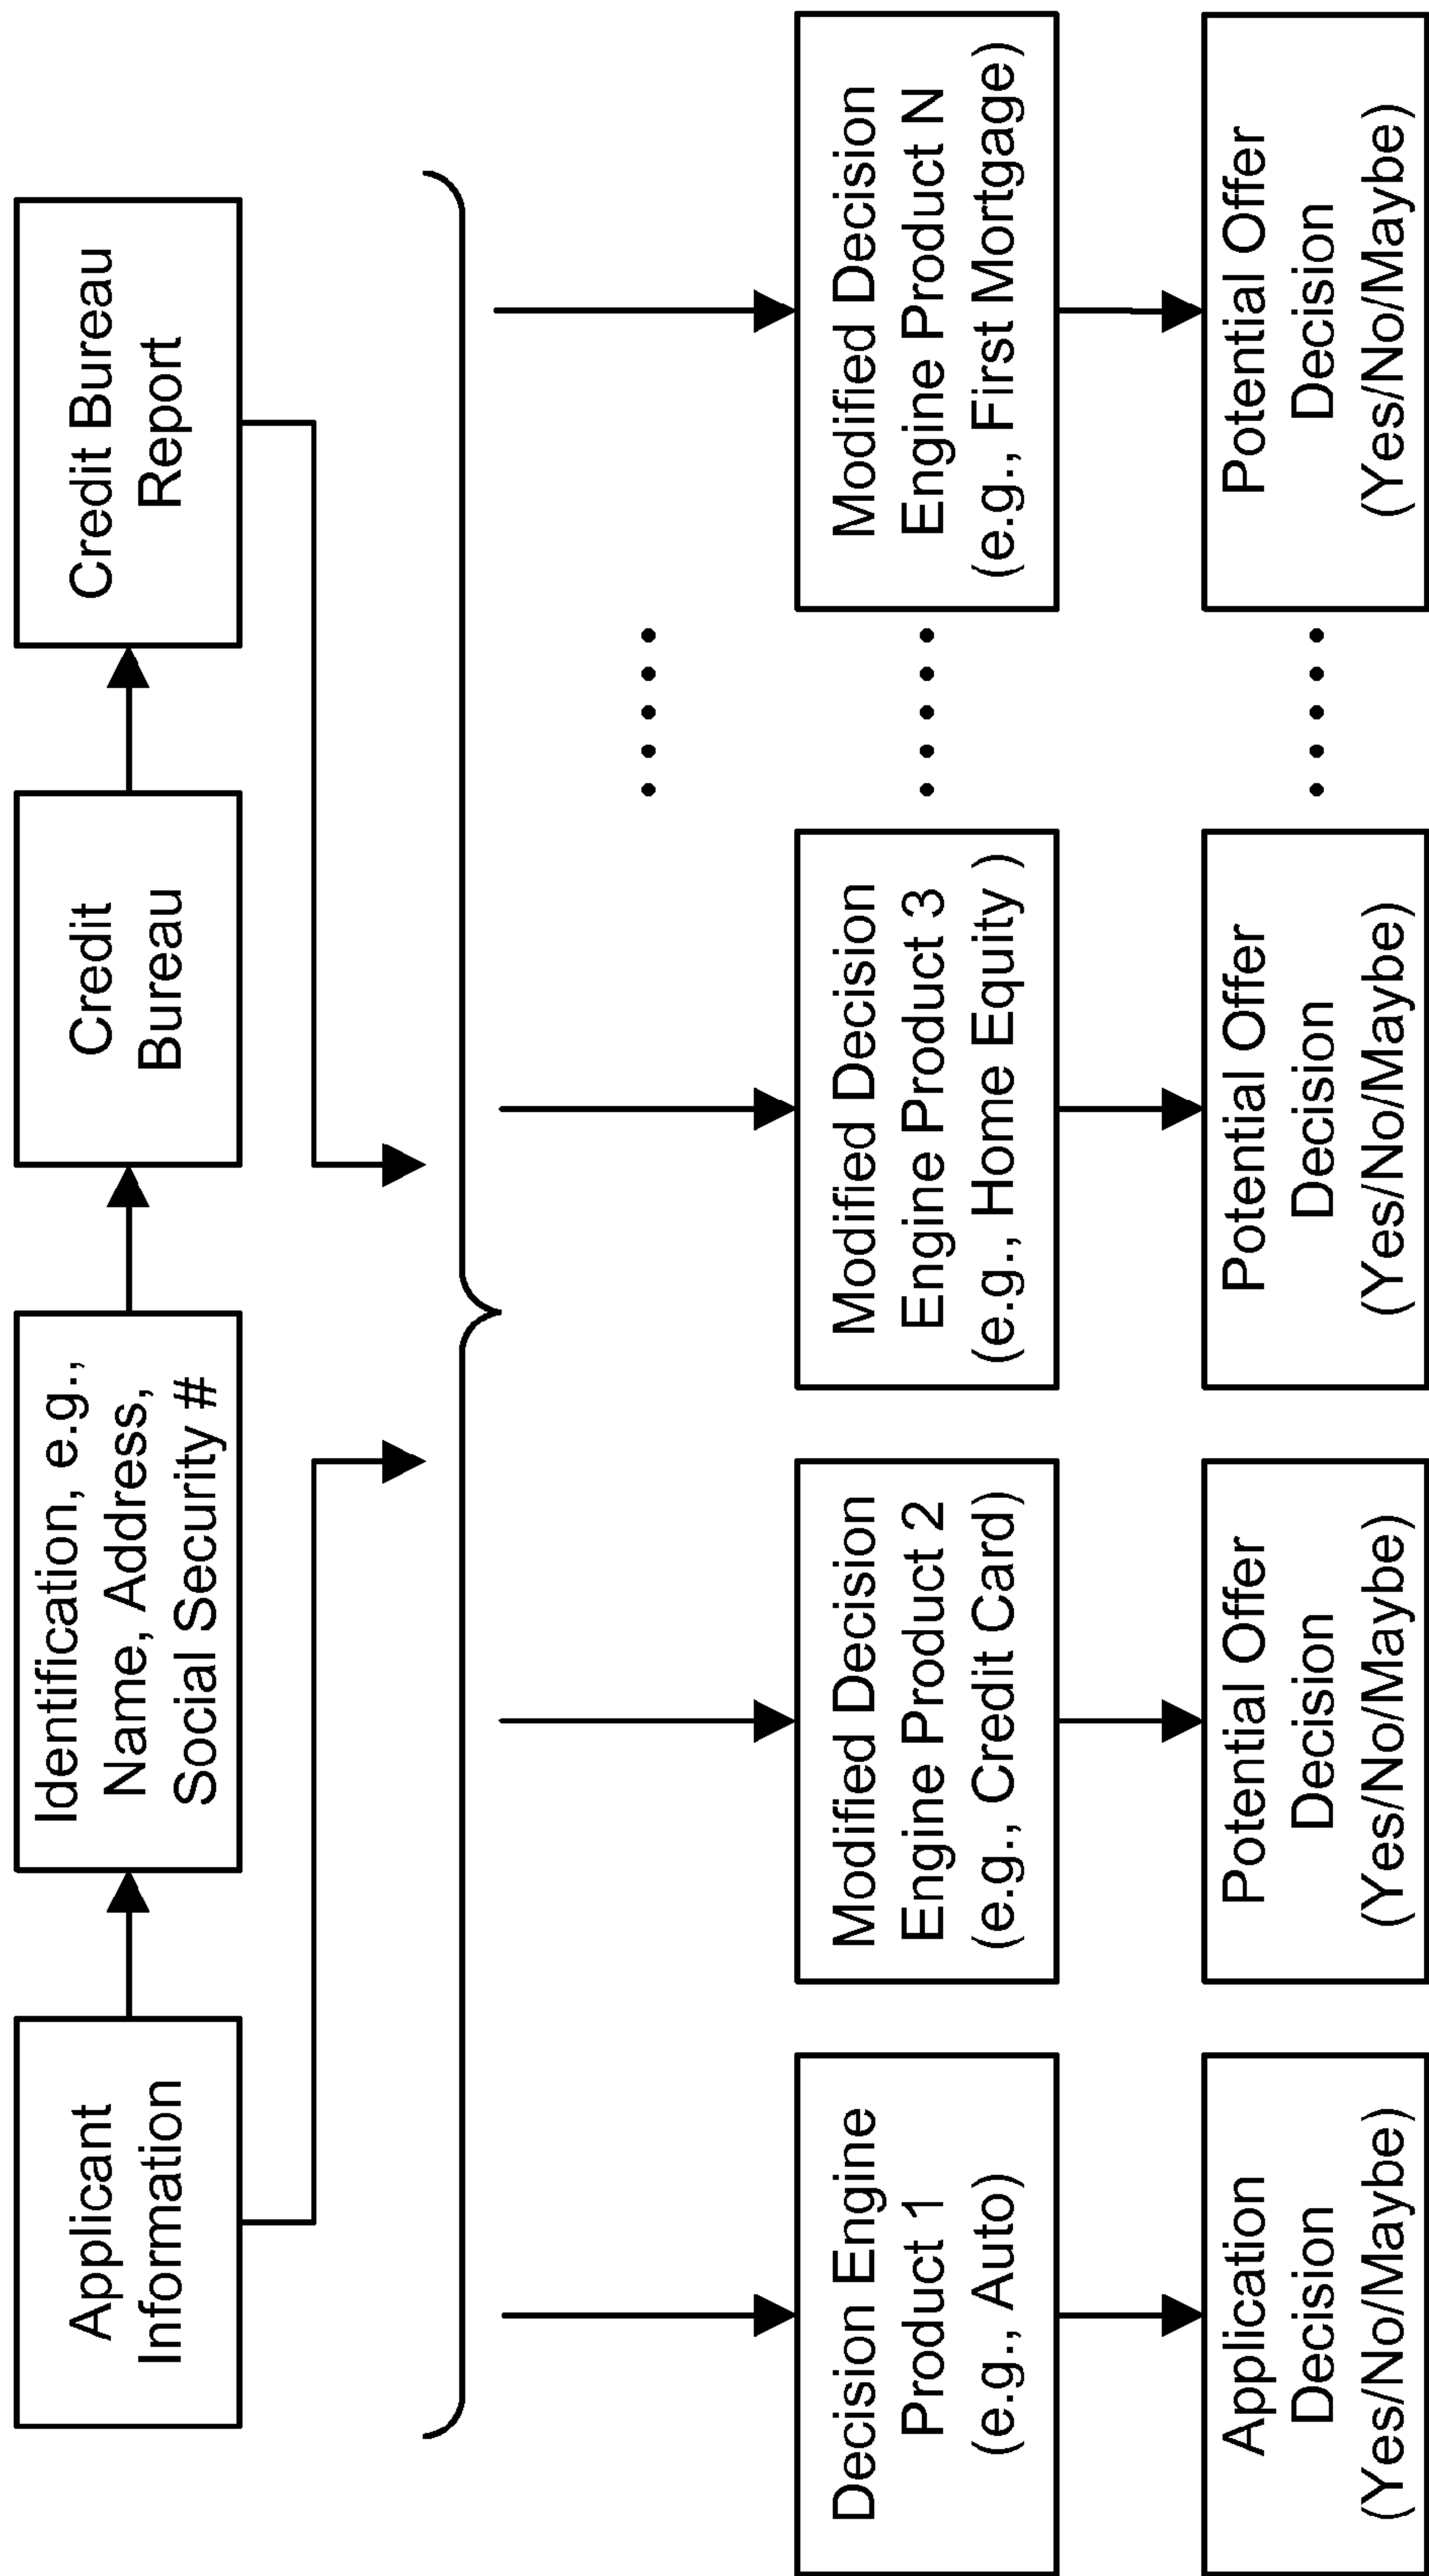 Applicant
Information
Identification, e.g.,
Name, Address,
Social Security #
Credit
Bureau
Credit Bureau
Report
Decision Engine
Product 1
(e.g., Auto)
Modified Decision
Engine Product 2
(e.g., Credit Card)
Modified Decision
Engine Product 3
(e.g., Home Equity )
Modified Decision
Engine Product N
(e.g., First Mortgage)
Application
Decision
(Yes/No/Maybe)
Potential Offer
Decision
(Yes/No/Maybe)
Potential Offer
Decision
(Yes/No/Maybe)
Potential Offer
Decision
(Yes/No/Maybe)